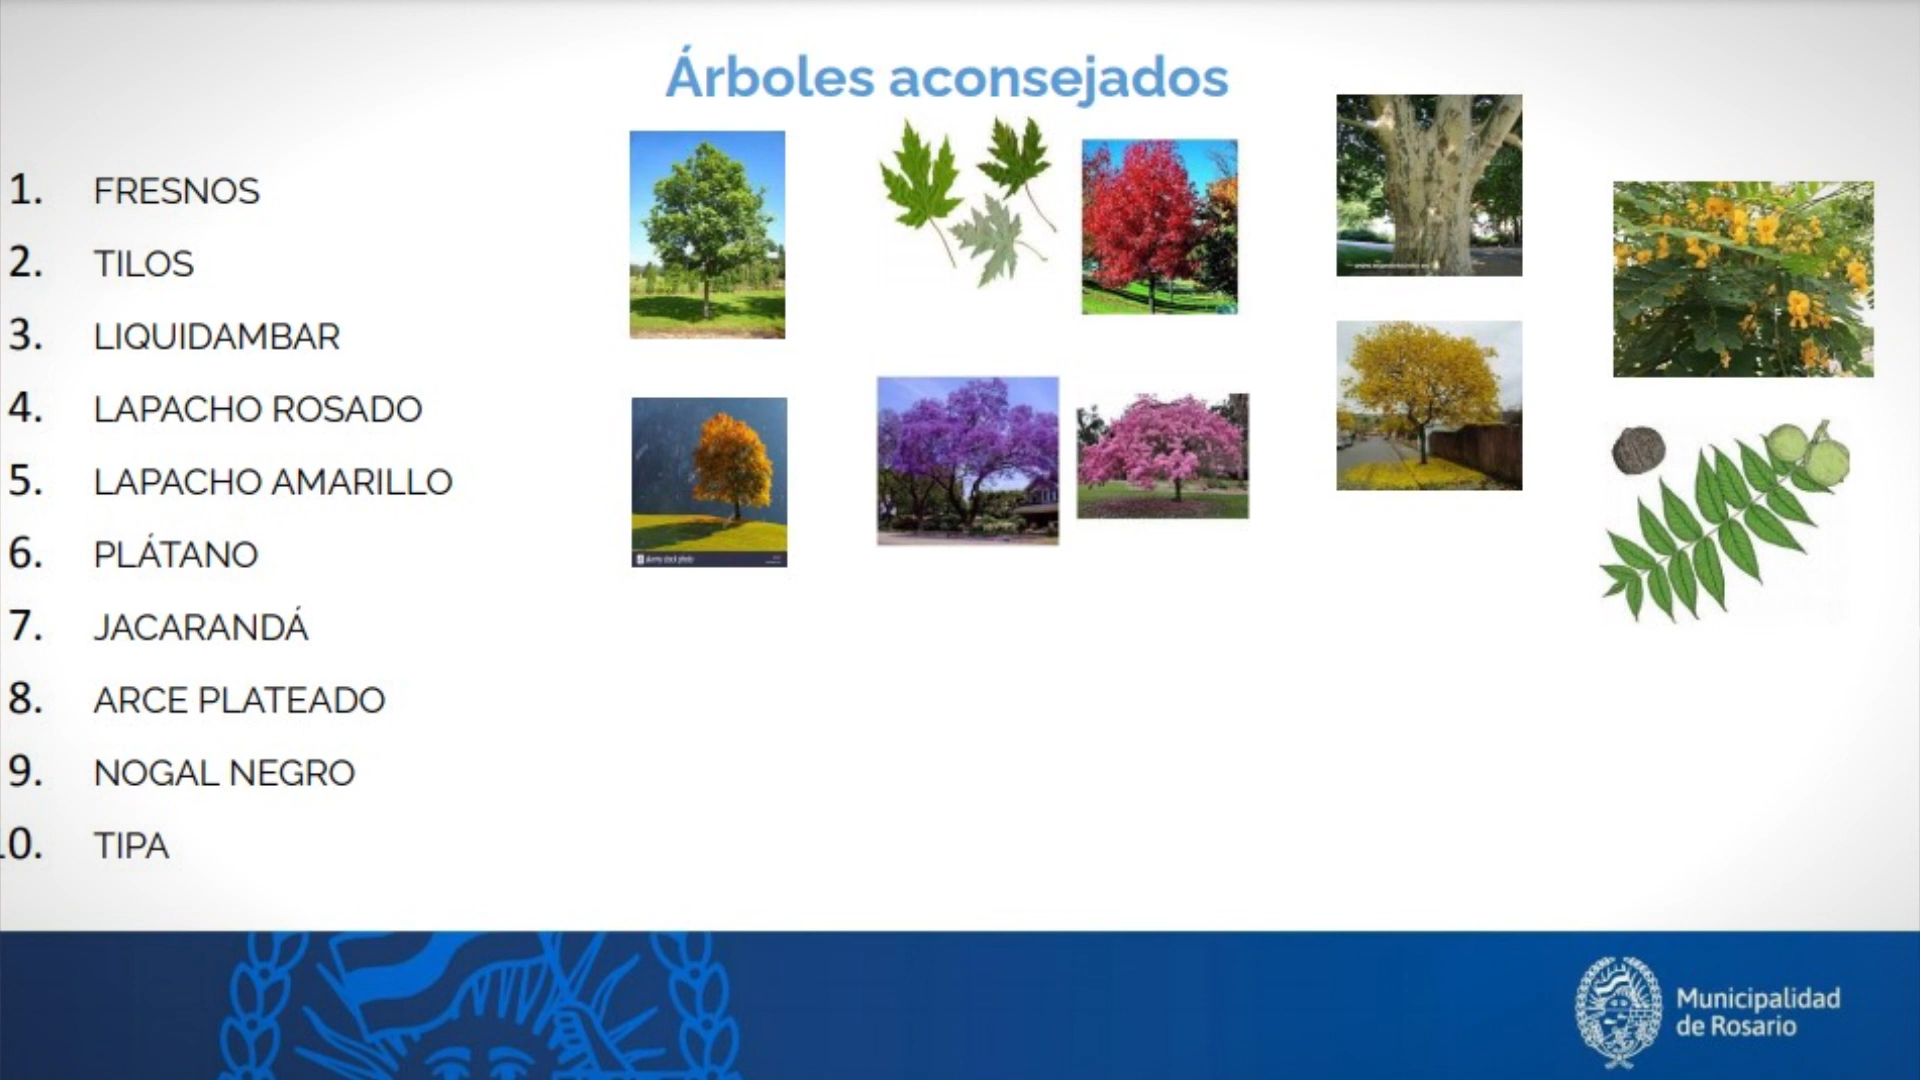 Árboles aconsejados
1. FRESNOS
2. TILOS
3. LIQUIDAMBAR
4. LAPACHO ROSADO
5. LAPACHO AMARILLO
6. PLÁTANO
7. JACARANDÁ
8. ARCE PLATEADO
9. NOGAL NEGRO
10. TIPA
Municipalidad
de Rosario